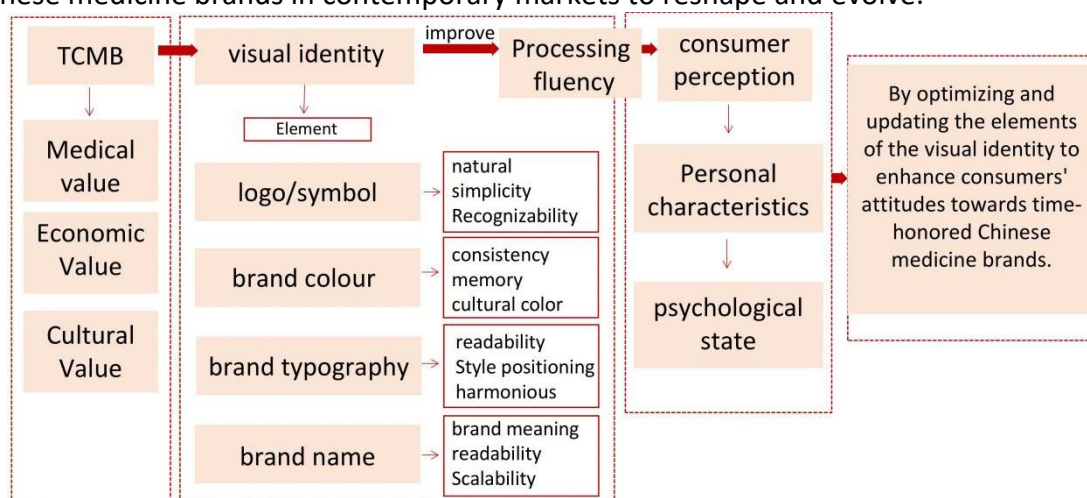 nese medicine brands in contemporary markets to reshape and evolve.
TCMB
Medical
value
Economic
Value
Cultural
Value
visual identity
improve
Processing
fluency
Element
logo/symbol
natural
simplicity
Recognizability
brand colour
consistency
memory
cultural color
brand typography
readability
Style positioning
harmonious
brand name
brand meaning
readability
Scalability
consumer
perception
Personal
characteristics
psychological
state
By optimizing and
updating the elements
of the visual identity to
enhance consumers'
attitudes towards time-
honored Chinese
medicine brands.